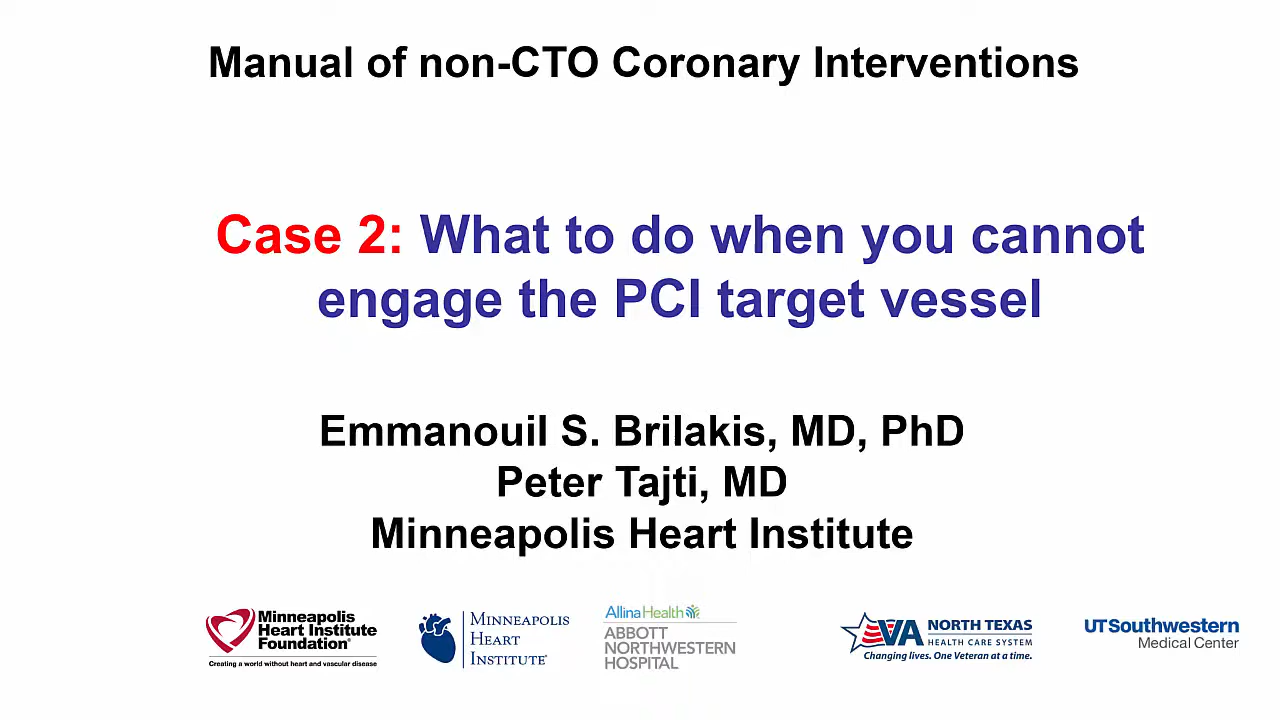 Manual of non-CTO Coronary Interventions
Case 2: What to do when you cannot
engage the PCI target vessel
Emmanouil S. Brilakis, MD, PhD
Peter Tajti, MD
Minneapolis Heart Institute
Minneapolis
Heart Institute
Foundation®
Creating a world without heart and vascular disease
MINNEAPOLIS
HEART
INSTITUTE®
AllinaHealth
ABBOTT
NORTHWESTERN
HOSPITAL
VA
NORTH TEXAS
HEALTH CARE SYSTEM
Changing lives. One Veteran at a time.
UTSouthwestern
Medical Center